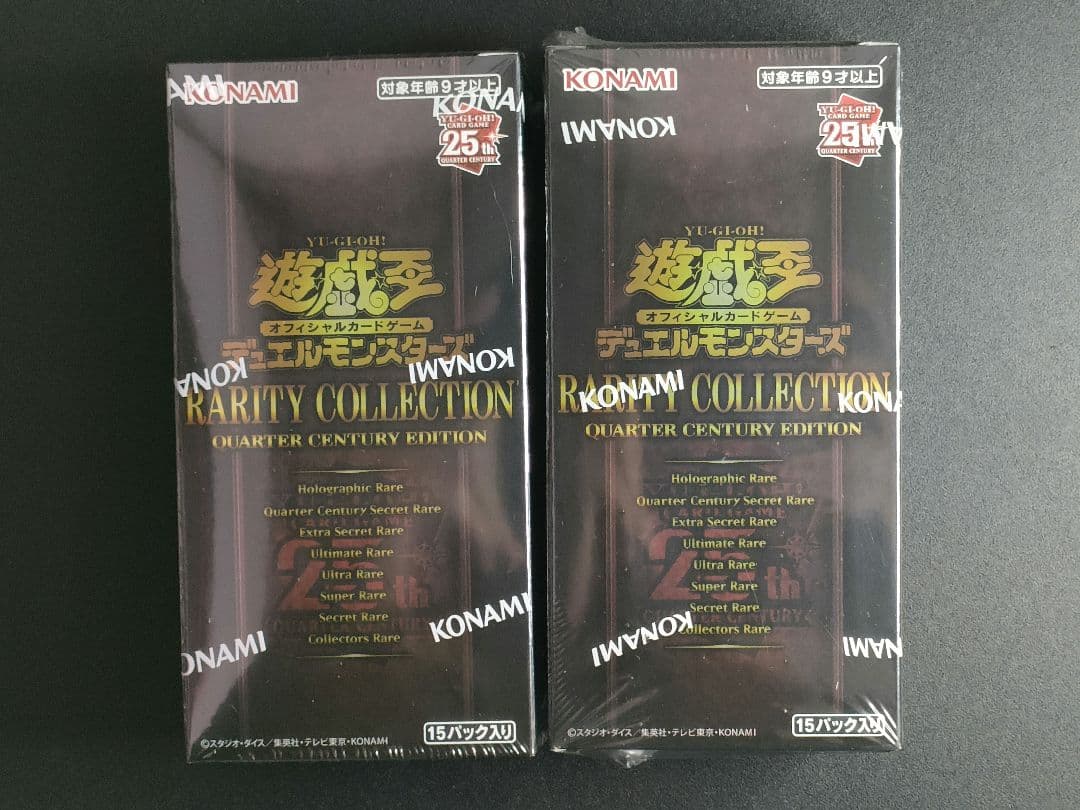 KONAMI
対象年齢9才以上
KONAMI
YU-GI-OH!
CARD GAME
25th
QUARTER CENTURY
YU-GI-OH!
遊戯王
オフィシャルカードゲーム
デュエルモンスターズ
KONA
KONAMI
RARITY COLLECTION
QUARTER CENTURY EDITION
Holographic Rare
Quarter Century Secret Rare
Extra Secret Rare
Ultimate Rare
Ultra Rare
Super Rare
Secret Rare
Collectors Rare
25th
QUARTER CENTURY
KONAMI
KONAMI
15パック入り
©スタジオ・ダイス/集英社・テレビ東京・KONAMI
KONAMI
対象年齢9才以上
KONAMI
YU-GI-OH!
CARD GAME
25th
QUARTER CENTURY
YU-GI-OH!
遊戯王
オフィシャルカードゲーム
デュエルモンスターズ
KONAMI
KONA
RARITY COLLECTION
QUARTER CENTURY EDITION
Holographic Rare
Quarter Century Secret Rare
Extra Secret Rare
Ultimate Rare
Ultra Rare
Super Rare
Secret Rare
Collectors Rare
25th
QUARTER CENTURY
KONAMI
KONAM
15パック入り
©スタジオ・ダイス/集英社・テレビ東京・KONAMI